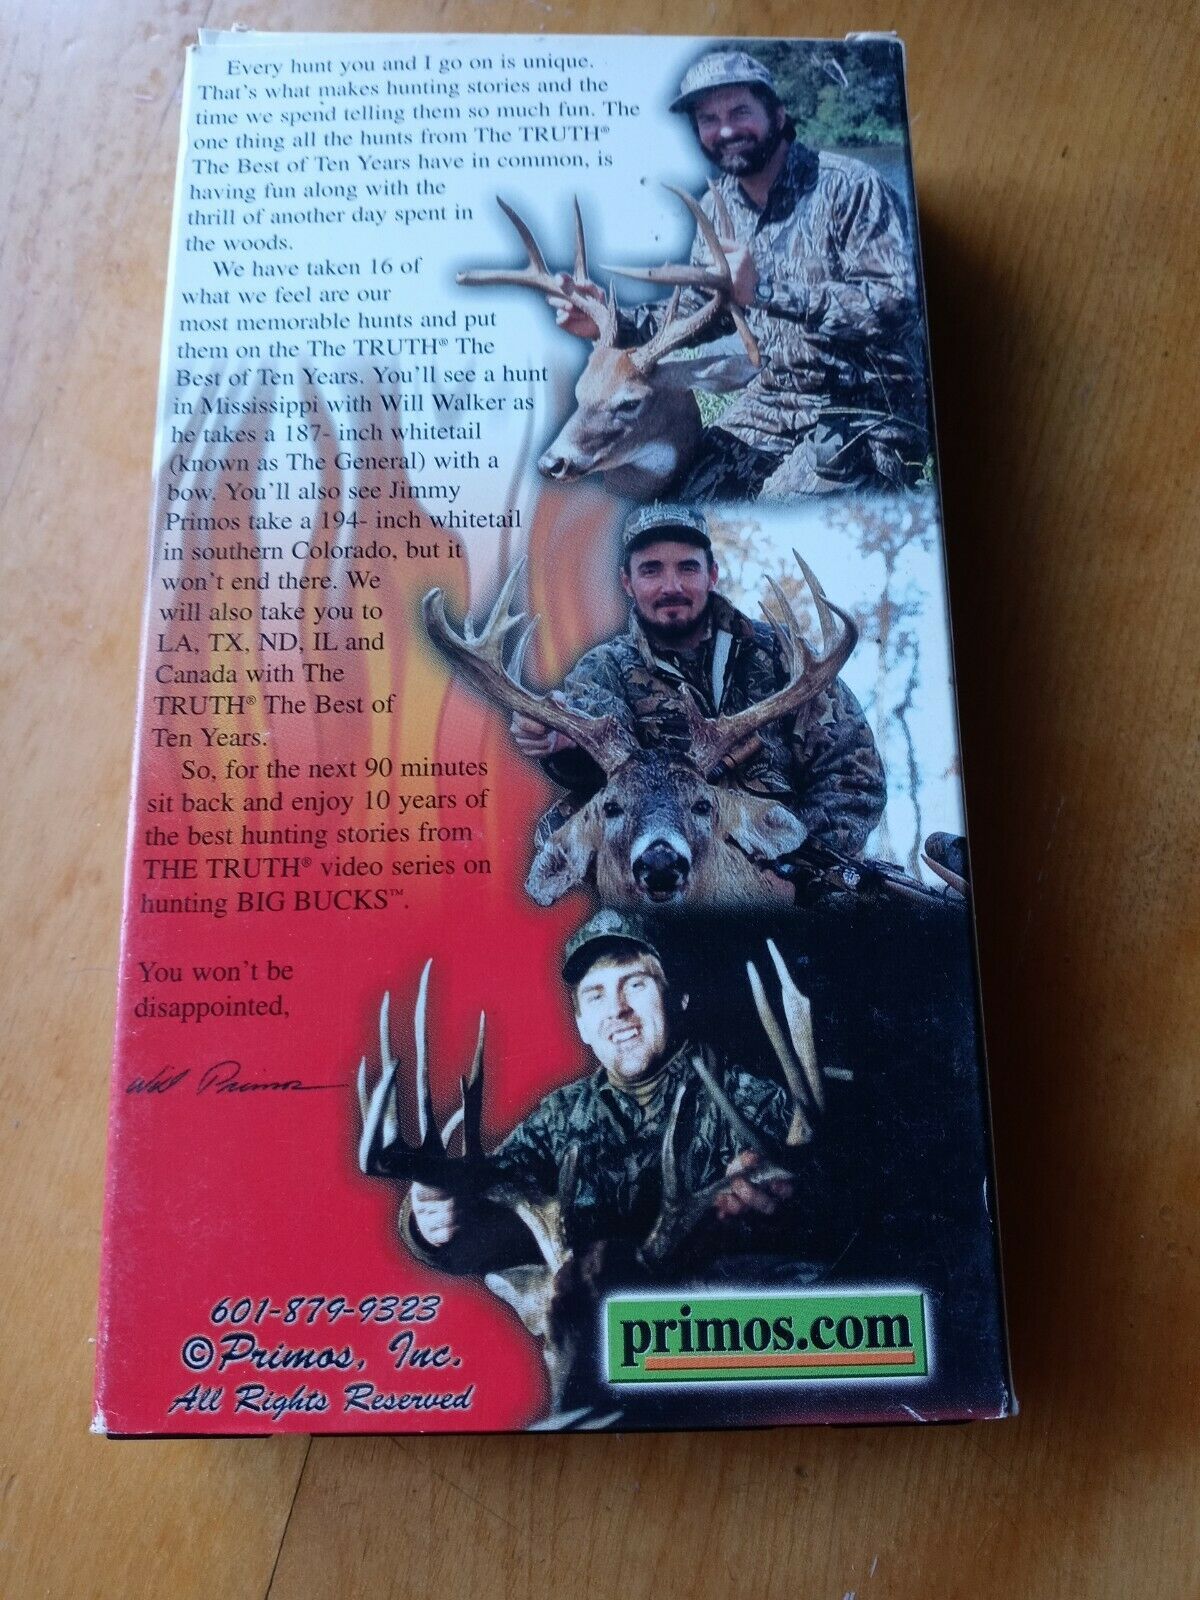 Every hunt you and I go on is unique.
That's what makes hunting stories and the
time we spend telling them so much fun. The
one thing all the hunts from The TRUTH®
The Best of Ten Years have in common, is
having fun along with the
thrill of another day spent in
the woods.
We have taken 16 of
what we feel are our
most memorable hunts and put
them on the The TRUTH® The
Best of Ten Years. You'll see a hunt
in Mississippi with Will Walker as
he takes a 187- inch whitetail
(known as The General) with a
bow. You'll also see Jimmy
Primos take a 194- inch whitetail
in southern Colorado, but it
won't end there. We
will also take you to
LA, TX, ND, IL and
Canada with The
TRUTH® The Best of
Ten Years.
So, for the next 90 minutes
sit back and enjoy 10 years of
the best hunting stories from
THE TRUTH® video series on
hunting BIG BUCKS™.
You won't be
disappointed,
Will Primos
601-879-9323
©Primos, Inc.
All Rights Reserved
primos.com